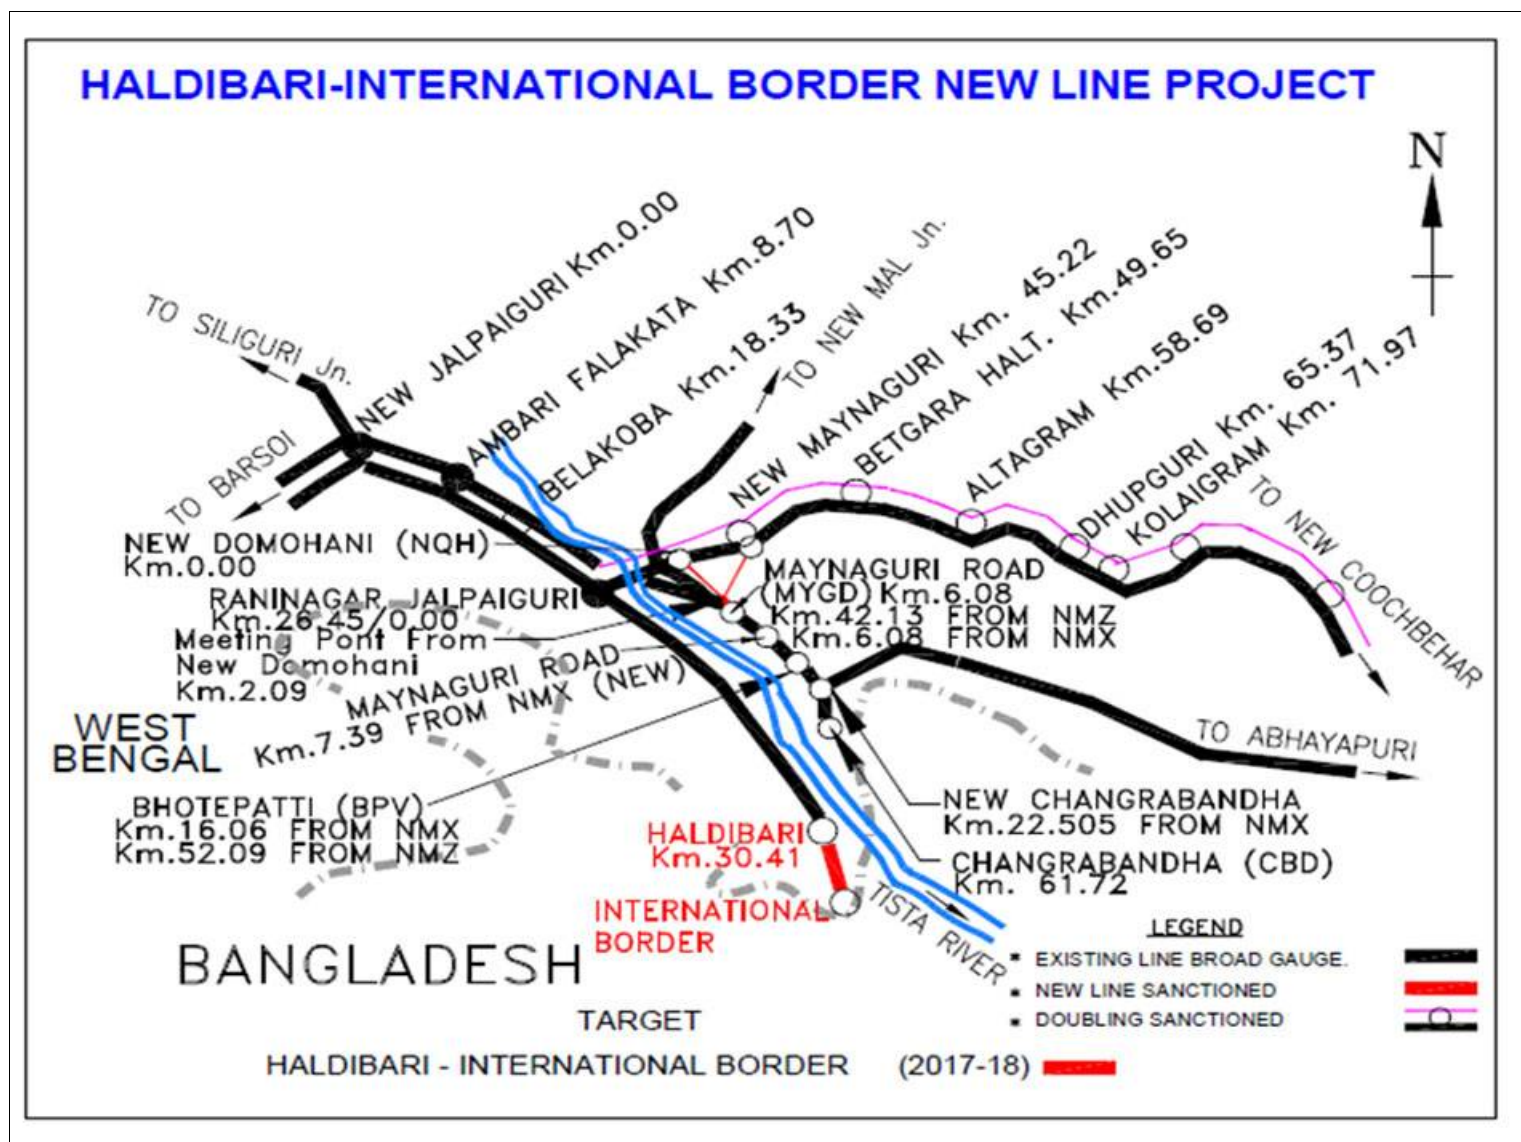 HALDIBARI-INTERNATIONAL BORDER NEW LINE PROJECT
N
TO SILIGURI Jn.
NEW JALPAIGURI Km.0.00
AMBARI FALAKATA Km.8.70
BELAKOBA Km.18.33
TO NEW MAL Jn.
NEW MAYNAGURI Km. 45.22
BETGARA HALT. Km.49.65
ALTAGRAM Km.58.69
DHUPGURI Km. 65.37
KOLAIGRAM Km. 71.97
TO NEW COOCHBEHAR
TO BARSOI
NEW DOMOHANI (NQH)
Km.0.00
RANINAGAR JALPAIGURI
Km.26.45/0.00
Meeting Pont From
New Domohani
Km.2.09
MAYNAGURI ROAD
(MYGD) Km.6.08
Km.42.13 FROM NMZ
Km.6.08 FROM NMX
MAYNAGURI ROAD
Km.7.39 FROM NMX (NEW)
WEST
BENGAL
TO ABHAYAPURI
BHOTEPATTI (BPV)
Km.16.06 FROM NMX
Km.52.09 FROM NMZ
NEW CHANGRABANDHA
Km.22.505 FROM NMX
HALDIBARI
Km.30.41
CHANGRABANDHA (CBD)
Km. 61.72
INTERNATIONAL
BORDER
TISTA RIVER
BANGLADESH
LEGEND
EXISTING LINE BROAD GAUGE.
NEW LINE SANCTIONED
DOUBLING SANCTIONED
TARGET
HALDIBARI - INTERNATIONAL BORDER (2017-18)